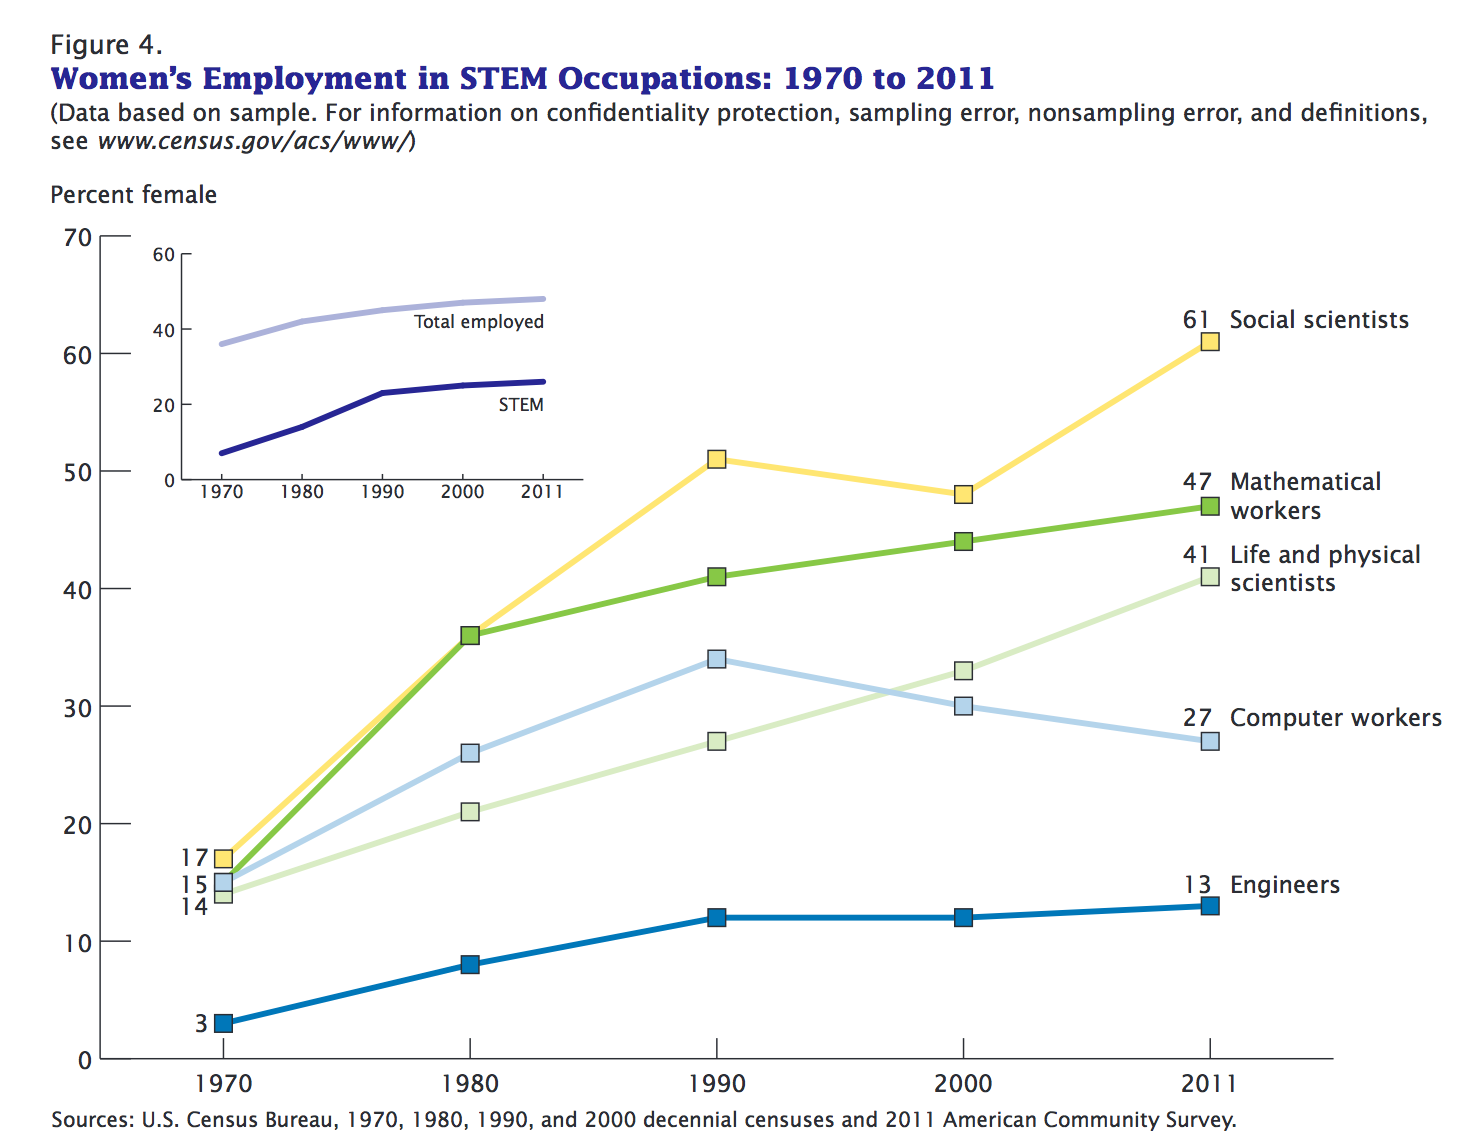 Figure 4.
Women's Employment in STEM Occupations: 1970 to 2011
(Data based on sample. For information on confidentiality protection, sampling error, nonsampling error, and definitions,
see www.census.gov/acs/www/)
Percent female
70
60
50
40
30
20
10
0
60
40
20
0
Total employed
STEM
1970 1980 1990 2000 2011
61 Social scientists
47 Mathematical
workers
41 Life and physical
scientists
27 Computer workers
13 Engineers
17
15
14
3
1970 1980 1990 2000 2011
Sources: U.S. Census Bureau, 1970, 1980, 1990, and 2000 decennial censuses and 2011 American Community Survey.